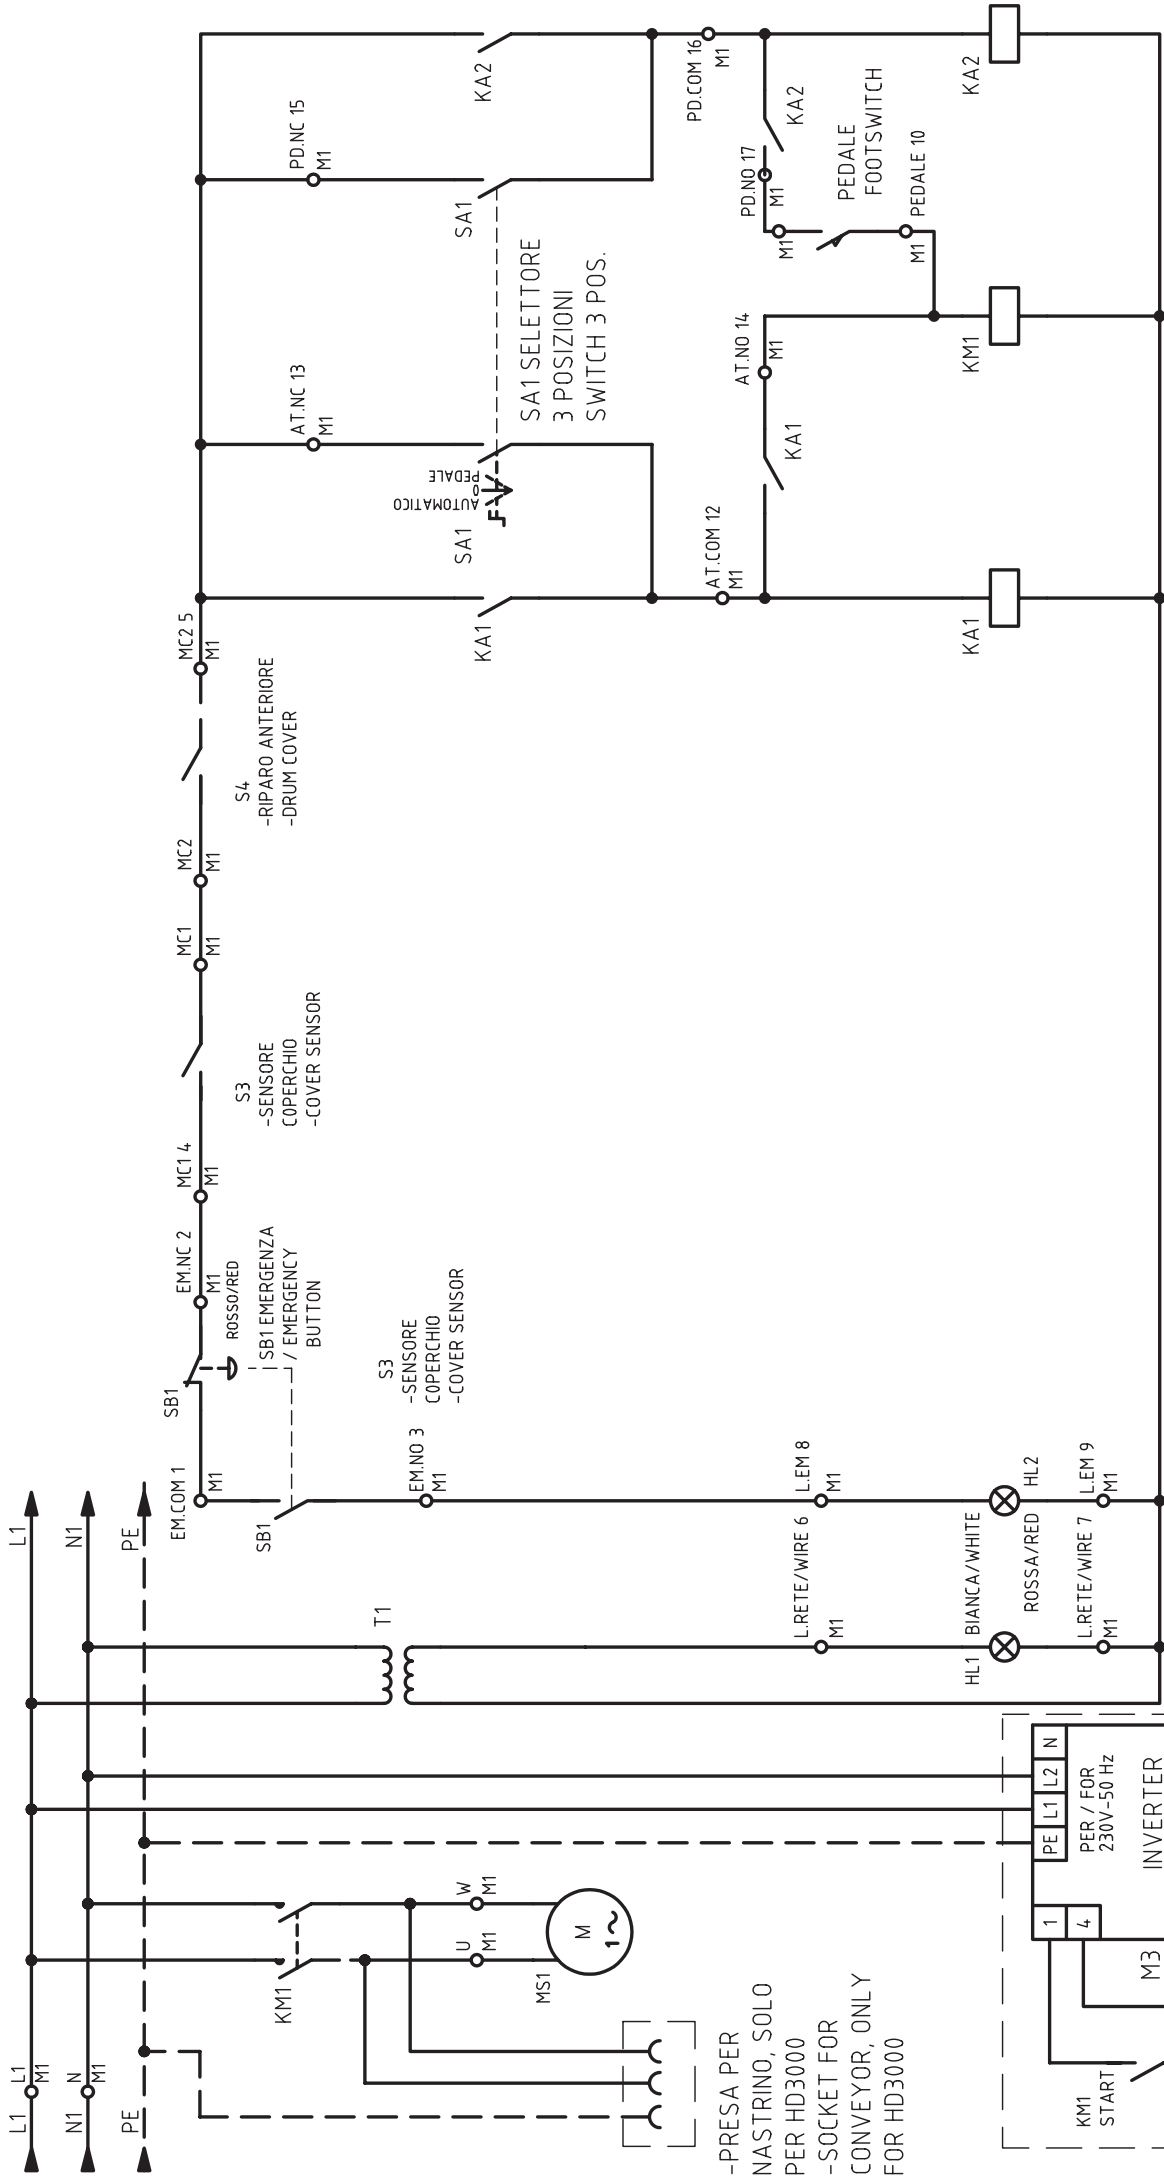 L1
L1
M1
L1
N1
N
M1
N1
PE
PE
KM1
U
M1
W
M1
MS1
M
1~
-PRESA PER
NASTRINO, SOLO
PER HD3000
-SOCKET FOR
CONVEYOR, ONLY
FOR HD3000
KM1
START
1
4
M3
PE
L1
L2
N
PER / FOR
230V-50 Hz
INVERTER
T1
L.RETE/WIRE 6
M1
HL1
BIANCA/WHITE
L.RETE/WIRE 7
M1
EM.COM 1
M1
SB1
EM.NO 3
M1
S3
-SENSORE
COPERCHIO
-COVER SENSOR
L.EM 8
M1
HL2
ROSSA/RED
L.EM 9
M1
SB1
EM.NC 2
M1
ROSSO/RED
SB1 EMERGENZA
/ EMERGENCY
BUTTON
MC1 4
M1
S3
-SENSORE
COPERCHIO
-COVER SENSOR
MC1
M1
MC2
M1
S4
-RIPARO ANTERIORE
-DRUM COVER
MC2 5
M1
KA1
SA1
AUTOMATICO
0
PEDALE
AT.NC 13
M1
SA1 SELETTORE
3 POSIZIONI
SWITCH 3 POS.
SA1
PD.NC 15
M1
KA2
AT.COM 12
M1
KA1
AT.NO 14
M1
M1
PD.NO 17
M1
KA2
PD.COM 16
M1
PEDALE
FOOTSWITCH
M1
PEDALE 10
KA1
KM1
KA2